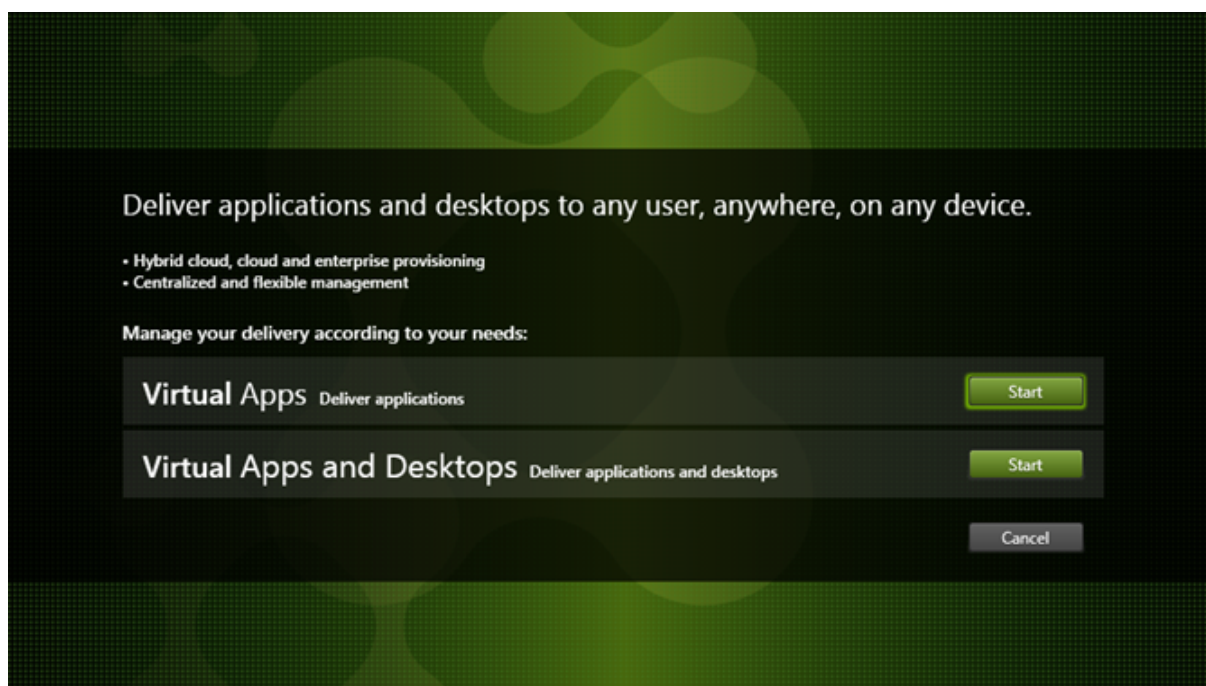 Deliver applications and desktops to any user, anywhere, on any device.
• Hybrid cloud, cloud and enterprise provisioning
• Centralized and flexible management
Manage your delivery according to your needs:
Virtual Apps Deliver applications Start
Virtual Apps and Desktops Deliver applications and desktops Start
Cancel